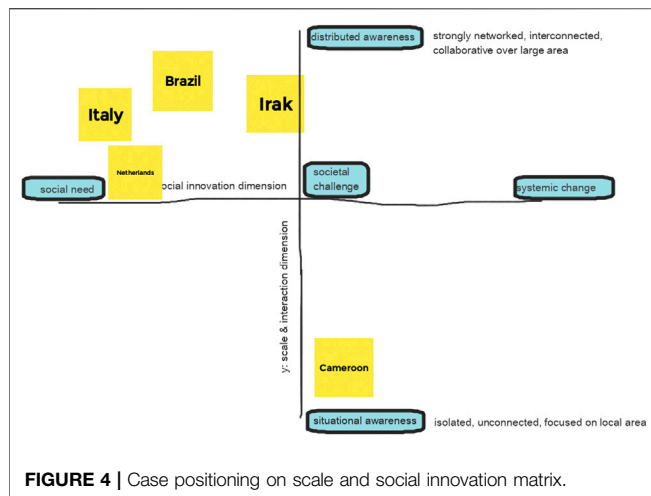 distributed awareness
strongly networked, interconnected,
collaborative over large area
Brazil
Irak
Italy
Netherlands
societal
challenge
social need
ocial innovation dimension
systemic change
y: scale & interaction dimension
Cameroon
situational awareness
isolated, unconnected, focused on local area
FIGURE 4 | Case positioning on scale and social innovation matrix.